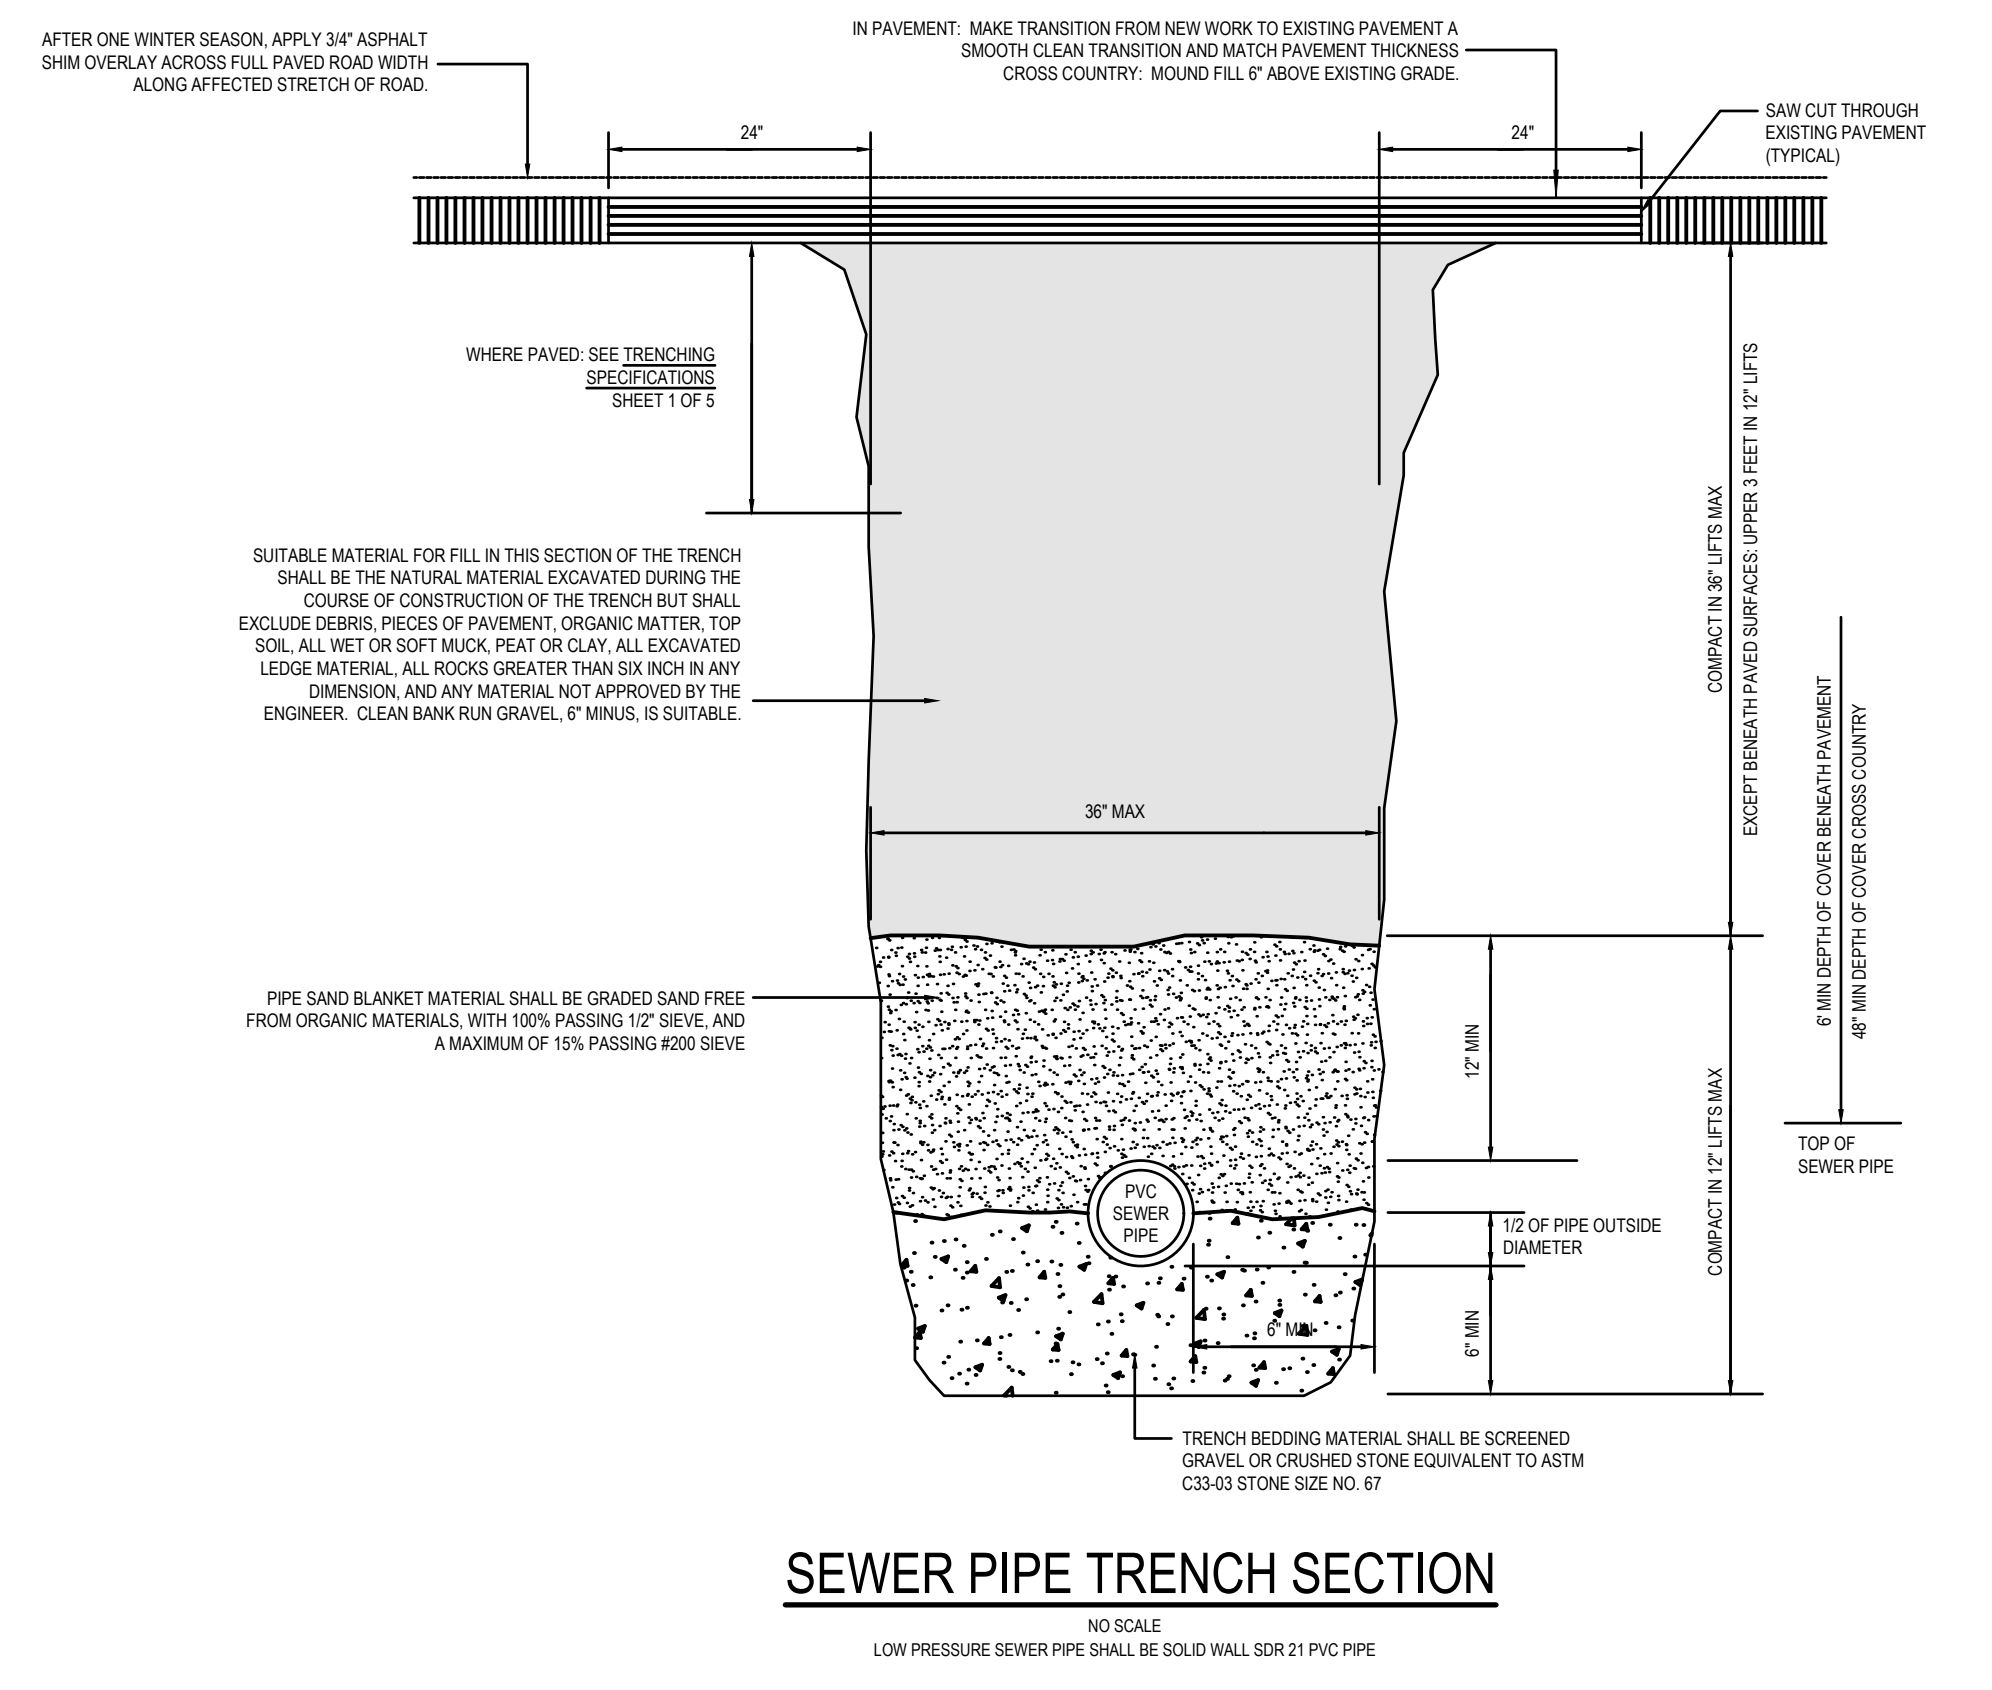 AFTER ONE WINTER SEASON, APPLY 3/4" ASPHALT
SHIM OVERLAY ACROSS FULL PAVED ROAD WIDTH
ALONG AFFECTED STRETCH OF ROAD.
IN PAVEMENT: MAKE TRANSITION FROM NEW WORK TO EXISTING PAVEMENT A
SMOOTH CLEAN TRANSITION AND MATCH PAVEMENT THICKNESS
CROSS COUNTRY: MOUND FILL 6" ABOVE EXISTING GRADE.
SAW CUT THROUGH
EXISTING PAVEMENT
(TYPICAL)
24"
24"
WHERE PAVED: SEE TRENCHING
SPECIFICATIONS
SHEET 1 OF 5
SUITABLE MATERIAL FOR FILL IN THIS SECTION OF THE TRENCH
SHALL BE THE NATURAL MATERIAL EXCAVATED DURING THE
COURSE OF CONSTRUCTION OF THE TRENCH BUT SHALL
EXCLUDE DEBRIS, PIECES OF PAVEMENT, ORGANIC MATTER, TOP
SOIL, ALL WET OR SOFT MUCK, PEAT OR CLAY, ALL EXCAVATED
LEDGE MATERIAL, ALL ROCKS GREATER THAN SIX INCH IN ANY
DIMENSION, AND ANY MATERIAL NOT APPROVED BY THE
ENGINEER. CLEAN BANK RUN GRAVEL, 6" MINUS, IS SUITABLE.
COMPACT IN 36" LIFTS MAX
EXCEPT BENEATH PAVED SURFACES: UPPER 3 FEET IN 12" LIFTS
6' MIN DEPTH OF COVER BENEATH PAVEMENT
48" MIN DEPTH OF COVER CROSS COUNTRY
36" MAX
PIPE SAND BLANKET MATERIAL SHALL BE GRADED SAND FREE
FROM ORGANIC MATERIALS, WITH 100% PASSING 1/2" SIEVE, AND
A MAXIMUM OF 15% PASSING #200 SIEVE
12" MIN
COMPACT IN 12" LIFTS MAX
TOP OF
SEWER PIPE
PVC
SEWER
PIPE
1/2 OF PIPE OUTSIDE
DIAMETER
6" MIN
6" MIN
TRENCH BEDDING MATERIAL SHALL BE SCREENED
GRAVEL OR CRUSHED STONE EQUIVALENT TO ASTM
C33-03 STONE SIZE NO. 67
SEWER PIPE TRENCH SECTION
NO SCALE
LOW PRESSURE SEWER PIPE SHALL BE SOLID WALL SDR 21 PVC PIPE